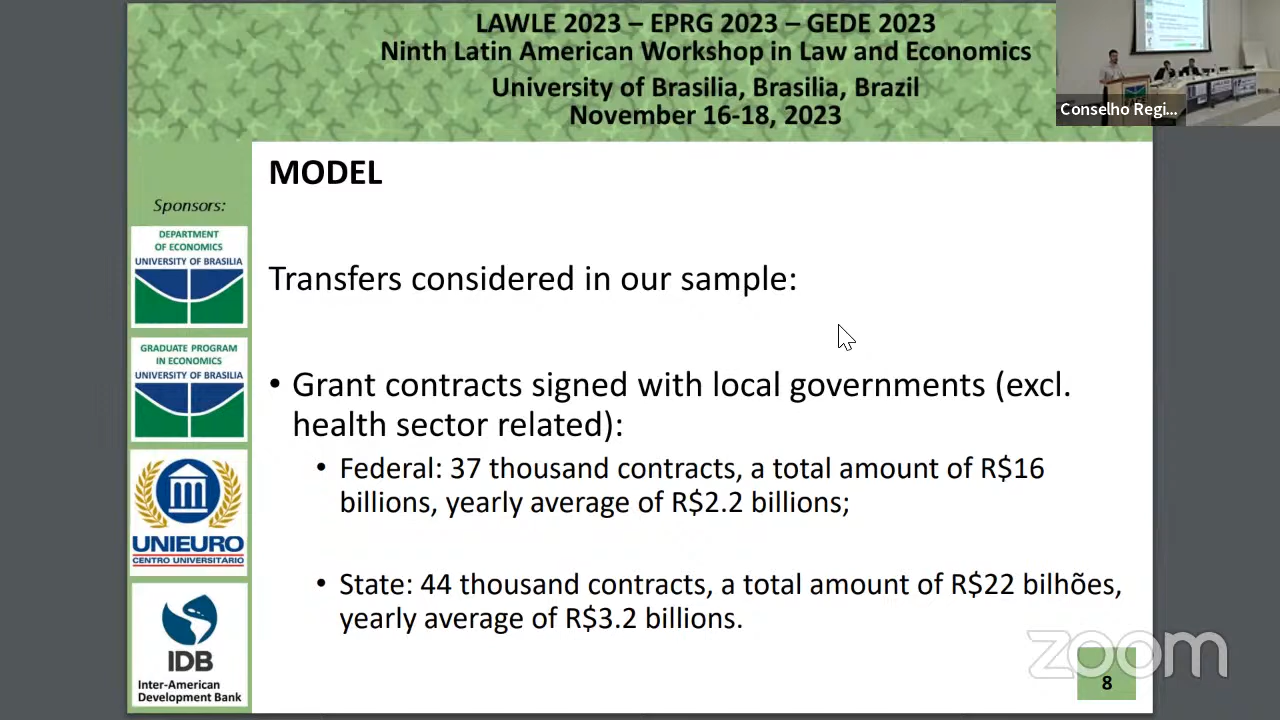 LAWLE 2023 – EPRG 2023 – GEDE 2023
Ninth Latin American Workshop in Law and Economics
University of Brasilia, Brasilia, Brazil
November 16-18, 2023
Conselho Regi...
MODEL
Sponsors:
DEPARTMENT
OF ECONOMICS
UNIVERSITY OF BRASILIA
GRADUATE PROGRAM
IN ECONOMICS
UNIVERSITY OF BRASILIA
UNIEURO
CENTRO UNIVERSITÁRIO
IDB
Inter-American
Development Bank
Transfers considered in our sample:
• Grant contracts signed with local governments (excl.
health sector related):
• Federal: 37 thousand contracts, a total amount of R$16
billions, yearly average of R$2.2 billions;
• State: 44 thousand contracts, a total amount of R$22 bilhões,
yearly average of R$3.2 billions.
zoom
8